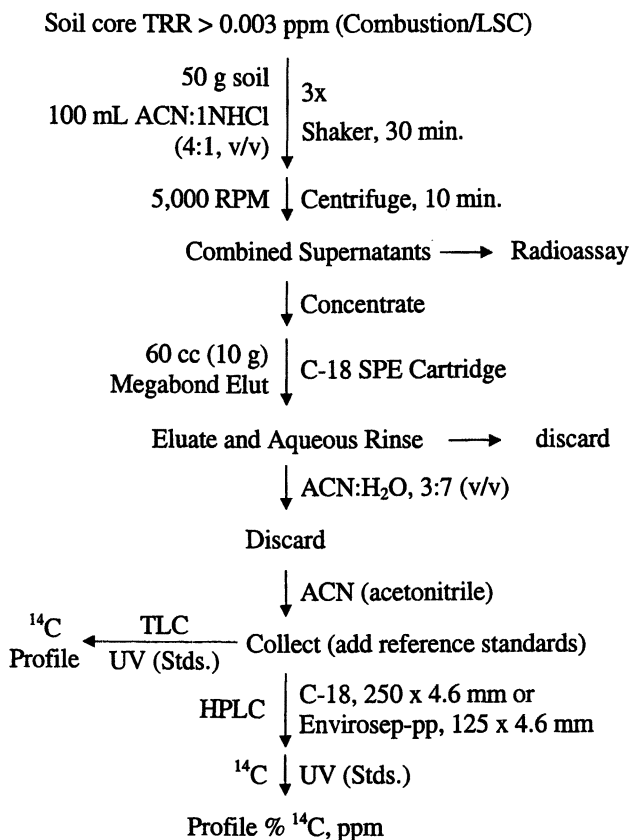 Soil core TRR > 0.003 ppm (Combustion/LSC)
50 g soil
100 mL ACN:1NHCl
(4:1, v/v)
3x
Shaker, 30 min.
5,000 RPM
Centrifuge, 10 min.
Combined Supernatants
Radioassay
Concentrate
60 cc (10 g)
Megabond Elut
C-18 SPE Cartridge
Eluate and Aqueous Rinse
discard
ACN:H₂O, 3:7 (v/v)
Discard
ACN (acetonitrile)
¹⁴C
Profile
TLC
UV (Stds.)
Collect (add reference standards)
HPLC
C-18, 250 x 4.6 mm or
Envirosep-pp, 125 x 4.6 mm
¹⁴C
UV (Stds.)
Profile % ¹⁴C, ppm